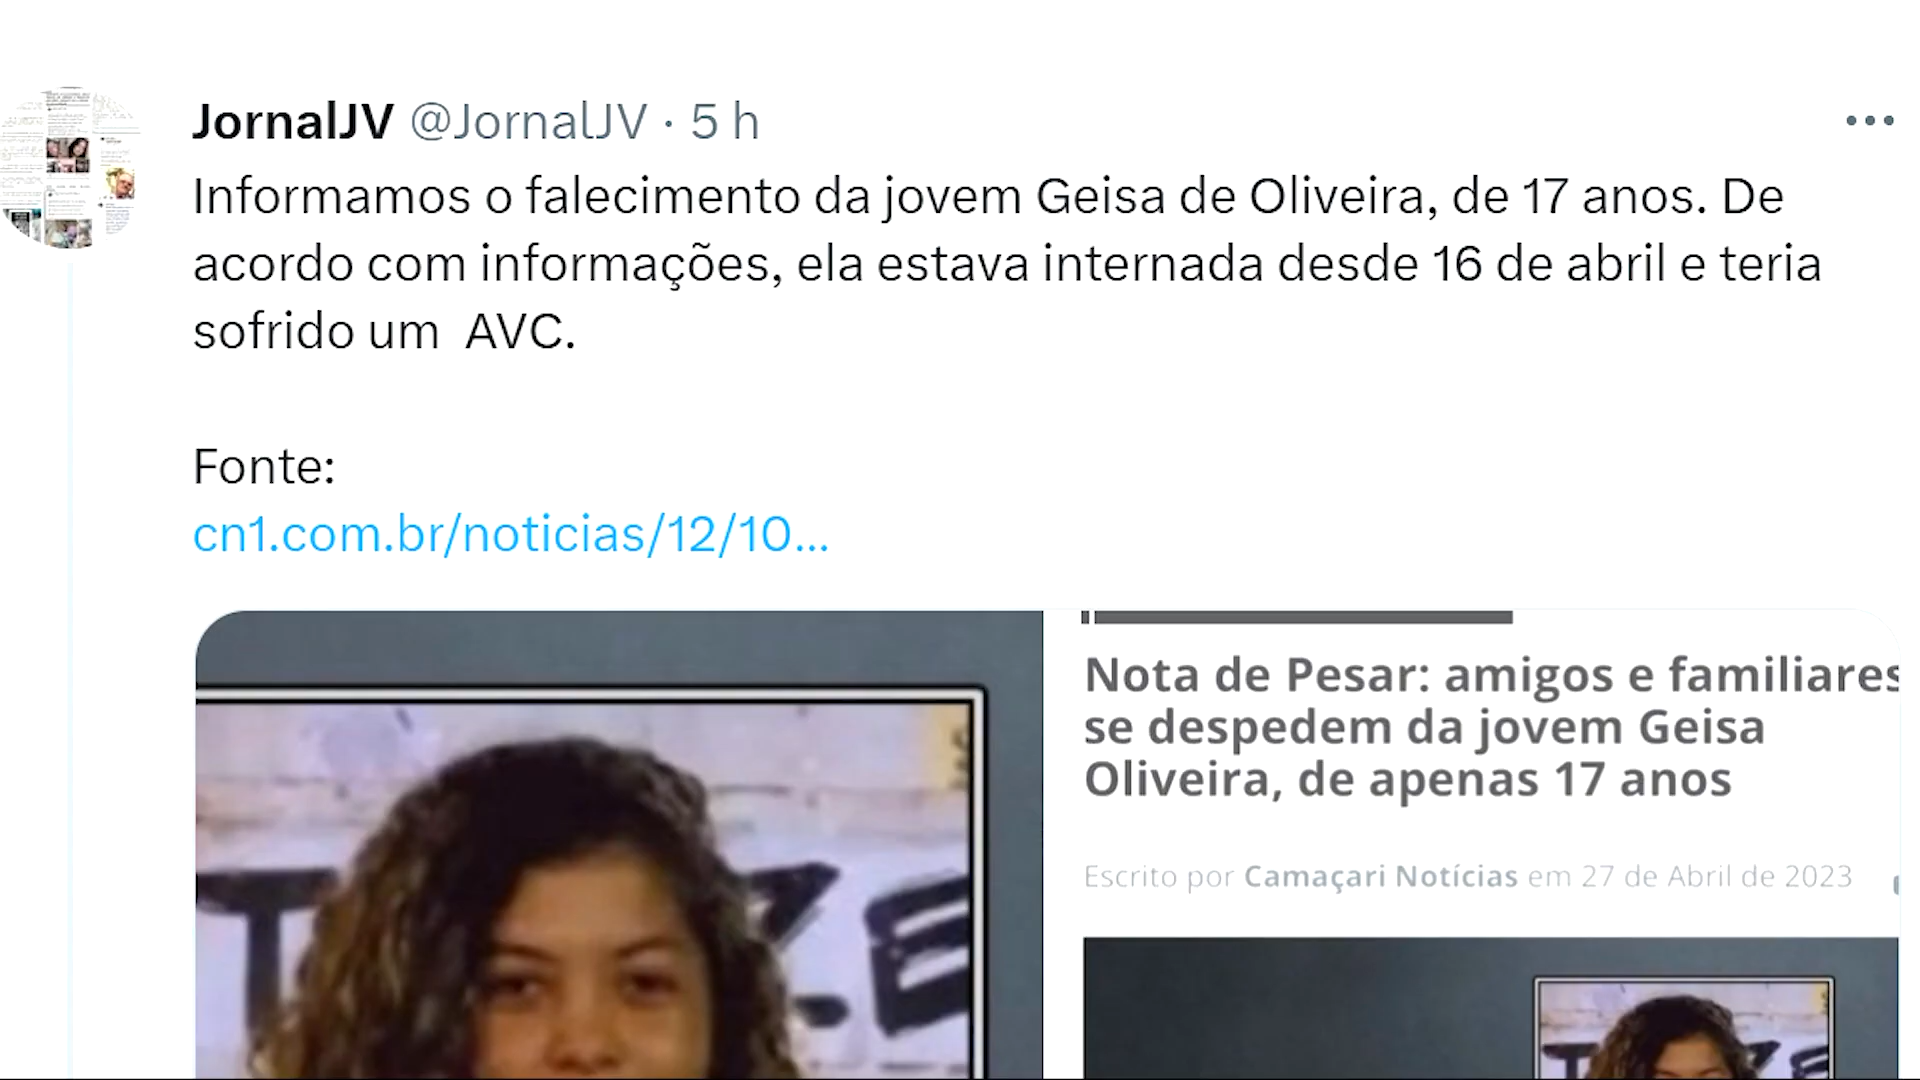 JornalJV @JornalJV · 5 h
Informamos o falecimento da jovem Geisa de Oliveira, de 17 anos. De
acordo com informações, ela estava internada desde 16 de abril e teria
sofrido um  AVC.
Fonte:
cn1.com.br/noticias/12/10...
Nota de Pesar: amigos e familiares
se despedem da jovem Geisa
Oliveira, de apenas 17 anos
Escrito por Camaçari Notícias em 27 de Abril de 2023